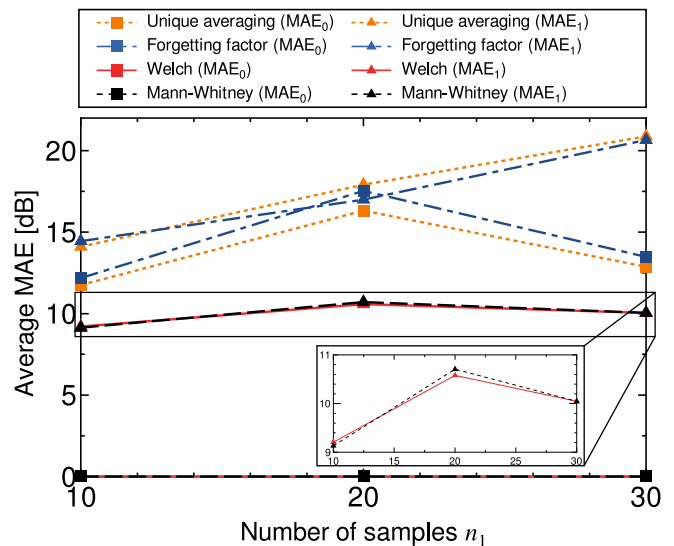 Unique averaging (MAE₀) Unique averaging (MAE₁)
Forgetting factor (MAE₀) Forgetting factor (MAE₁)
Welch (MAE₀) Welch (MAE₁)
Mann-Whitney (MAE₀) Mann-Whitney (MAE₁)
Average MAE [dB]
20
15
10
5
0
11
10
9
10 15 20 25 30
10 20 30
Number of samples n₁